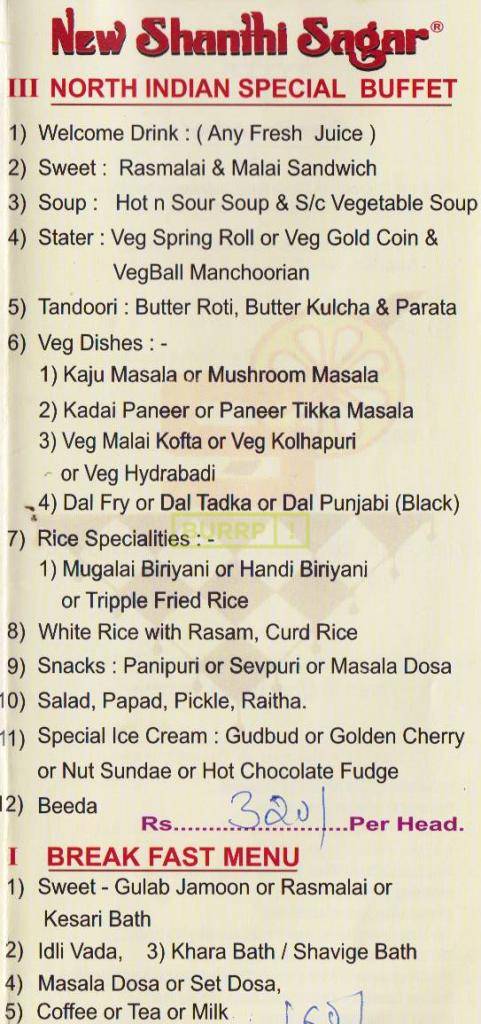 New Shanthi Sagar®
III NORTH INDIAN SPECIAL BUFFET
1) Welcome Drink : ( Any Fresh Juice )
2) Sweet : Rasmalai & Malai Sandwich
3) Soup : Hot n Sour Soup & S/c Vegetable Soup
4) Stater : Veg Spring Roll or Veg Gold Coin &
VegBall Manchoorian
5) Tandoori : Butter Roti, Butter Kulcha & Parata
6) Veg Dishes : -
1) Kaju Masala or Mushroom Masala
2) Kadai Paneer or Paneer Tikka Masala
3) Veg Malai Kofta or Veg Kolhapuri
or Veg Hydrabadi
4) Dal Fry or Dal Tadka or Dal Punjabi (Black)
BURRP !
7) Rice Specialities : -
1) Mugalai Biriyani or Handi Biriyani
or Tripple Fried Rice
8) White Rice with Rasam, Curd Rice
9) Snacks : Panipuri or Sevpuri or Masala Dosa
10) Salad, Papad, Pickle, Raitha.
11) Special Ice Cream : Gudbud or Golden Cherry
or Nut Sundae or Hot Chocolate Fudge
12) Beeda
Rs.......320/.......Per Head.
I BREAK FAST MENU
1) Sweet - Gulab Jamoon or Rasmalai or
Kesari Bath
2) Idli Vada, 3) Khara Bath / Shavige Bath
4) Masala Dosa or Set Dosa,
5) Coffee or Tea or Milk